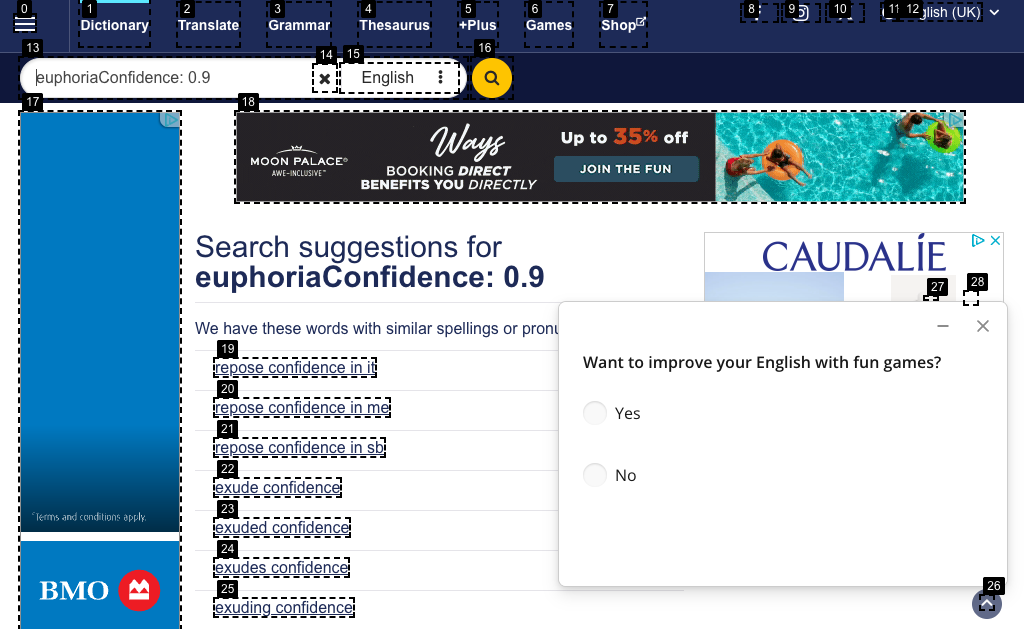 0 1 2 3 4 5 6 7 8 9 10 11 12
Dictionary Translate Grammar Thesaurus +Plus Games Shop glish (UK)
13 14 15 16
euphoriaConfidence: 0.9 English
17 18
MOON PALACE®
AWE-INCLUSIVE™
Ways
BOOKING DIRECT
BENEFITS YOU DIRECTLY
Up to 35% off
JOIN THE FUN
Search suggestions for
euphoriaConfidence: 0.9
CAUDALÍE
27 28
We have these words with similar spellings or pronu
19
repose confidence in it
20
repose confidence in me
21
repose confidence in sb
22
exude confidence
23
exuded confidence
24
exudes confidence
25
exuding confidence
Want to improve your English with fun games?
Yes
No
26
*Terms and conditions apply.
BMO